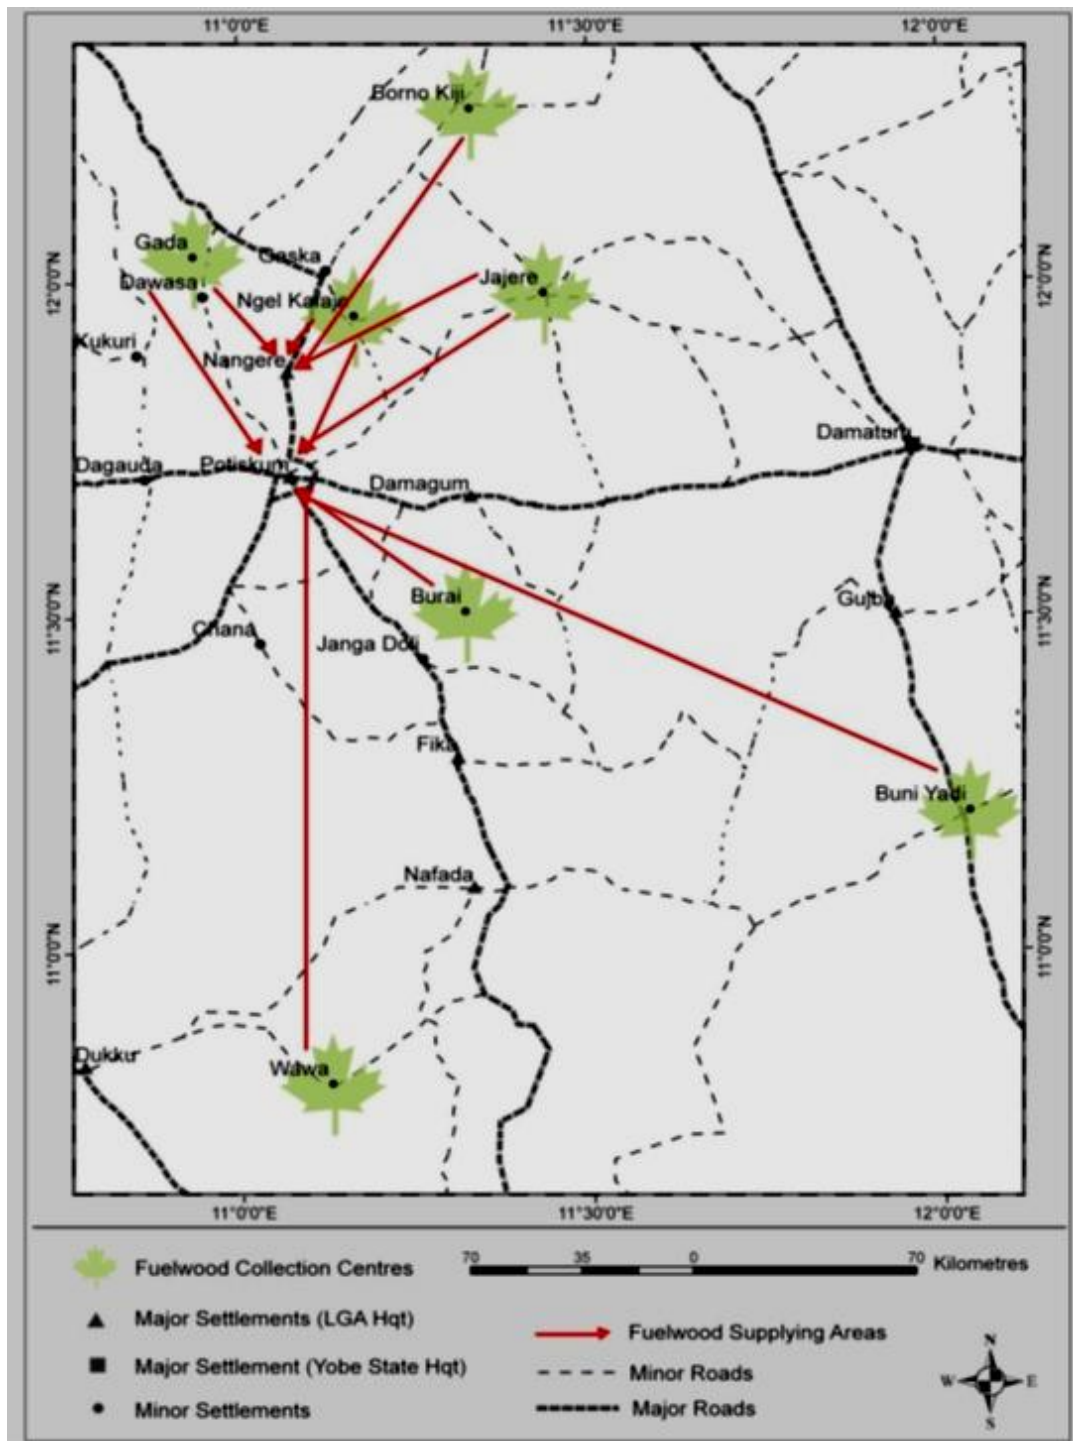 11°0'0"E 11°30'0"E 12°0'0"E
Borno Kiji
Gada
Gaska
12°0'0"N
12°0'0"N
Dawasa
Jajere
Ngel Kalaje
Kukuri
Nangere
Damaturu
Dagauda
Potiskum
Damagum
Burai
Gujba
11°30'0"N
11°30'0"N
Chana
Janga Doli
Fika
Buni Yadi
Nafada
11°0'0"N
11°0'0"N
Dukku
Wawa
11°0'0"E 11°30'0"E 12°0'0"E
70 35 0 70 Kilometres
Fuelwood Collection Centres
Major Settlements (LGA Hqt)
Major Settlement (Yobe State Hqt)
Minor Settlements
Fuelwood Supplying Areas
Minor Roads
Major Roads
N
W E
S